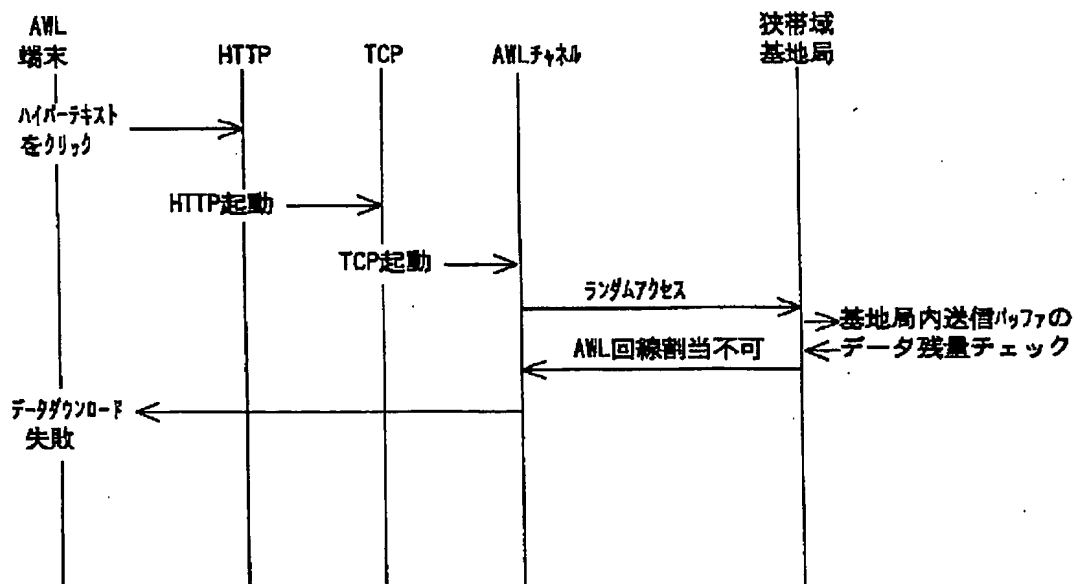 AWL
端末
HTTP
TCP
AWLチャネル
狭帯域
基地局
ハイパーテキスト
をクリック
HTTP起動
TCP起動
ランダムアクセス
基地局内送信バッファの
データ残量チェック
AWL回線割当不可
データダウンロード
失敗